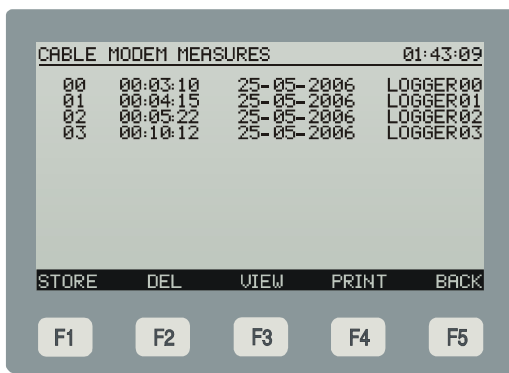 CABLE MODEM MEASURES 01:43:09
00 00:03:10 25-05-2006 LOGGER00
01 00:04:15 25-05-2006 LOGGER01
02 00:05:22 25-05-2006 LOGGER02
03 00:10:12 25-05-2006 LOGGER03
STORE DEL VIEW PRINT BACK
F1 F2 F3 F4 F5